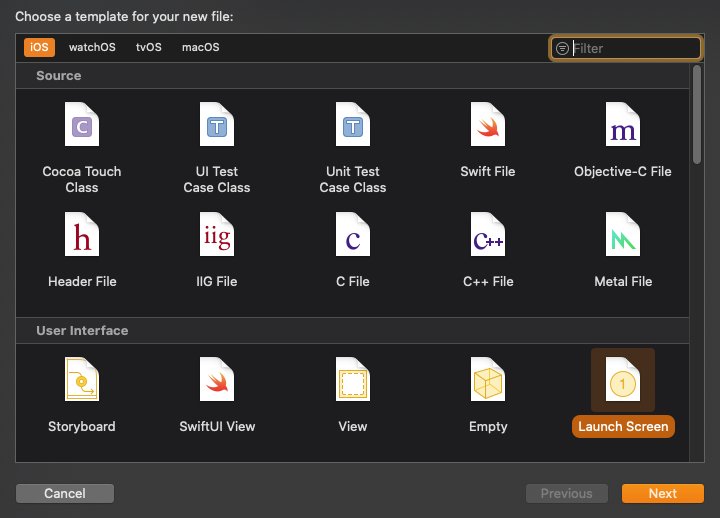 Choose a template for your new file:
iOS watchOS tvOS macOS Filter
Source
C T T m
Cocoa Touch Class
UI Test Case Class
Unit Test Case Class
Swift File
Objective-C File
h iig c c++
Header File
IIG File
C File
C++ File
Metal File
User Interface
1
Storyboard
SwiftUI View
View
Empty
Launch Screen
Cancel Previous Next